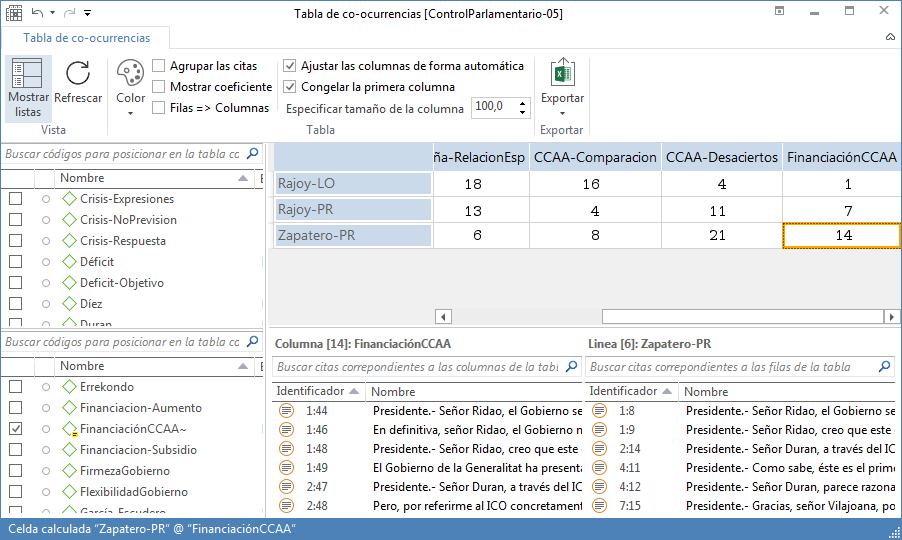 Tabla de co-ocurrencias [ControlParlamentario-05]
Tabla de co-ocurrencias
Mostrar listas
Refrescar
Vista
Color
Agrupar las citas
Mostrar coeficiente
Filas => Columnas
Ajustar las columnas de forma automática
Congelar la primera columna
Especificar tamaño de la columna 100,0
Tabla
Exportar
Exportar
Buscar códigos para posicionar en la tabla co
Nombre
Crisis-Expresiones
Crisis-NoPrevision
Crisis-Respuesta
Déficit
Deficit-Objetivo
Díez
Duran
ña-RelacionEsp CCAA-Comparacion CCAA-Desaciertos FinanciaciónCCAA
Rajoy-LO 18 16 4 1
Rajoy-PR 13 4 11 7
Zapatero-PR 6 8 21 14
Buscar códigos para posicionar en la tabla co
Nombre
Errekondo
Financiacion-Aumento
FinanciaciónCCAA~
Financiacion-Subsidio
FirmezaGobierno
FlexibilidadGobierno
García-Escudero
Columna [14]: FinanciaciónCCAA
Buscar citas correpondientes a las columnas de la tabl
Identificador Nombre
1:44 Presidente.- Señor Ridao, el Gobierno se
1:46 En definitiva, señor Ridao, el Gobierno n
1:48 Presidente.- Señor Ridao, creo que este
1:49 El Gobierno de la Generalitat ha presenta
2:47 Presidente.- Señor Duran, a través del IC
2:48 Pero, por referirme al ICO concretament
Linea [6]: Zapatero-PR
Buscar citas correpondientes a las filas de la tabla
Identificador Nombre
1:8 Presidente.- Señor Ridao, el Gobierno se
1:9 Presidente.- Señor Ridao, creo que este
2:14 Presidente.- Señor Duran, a través del IC
4:11 Presidente.- Como sabe, éste es el prime
4:12 Presidente.- Señor Duran, parece razona
7:15 Presidente.- Gracias, señor Vilajoana, po
Celda calculada “Zapatero-PR” @ “FinanciaciónCCAA”